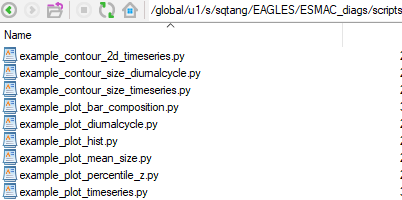 /global/u1/s/sqtang/EAGLES/ESMAC_diags/scripts
Name
example_contour_2d_timeseries.py
example_contour_size_diurnalcycle.py
example_contour_size_timeseries.py
example_plot_bar_composition.py
example_plot_diurnalcycle.py
example_plot_hist.py
example_plot_mean_size.py
example_plot_percentile_z.py
example_plot_timeseries.py